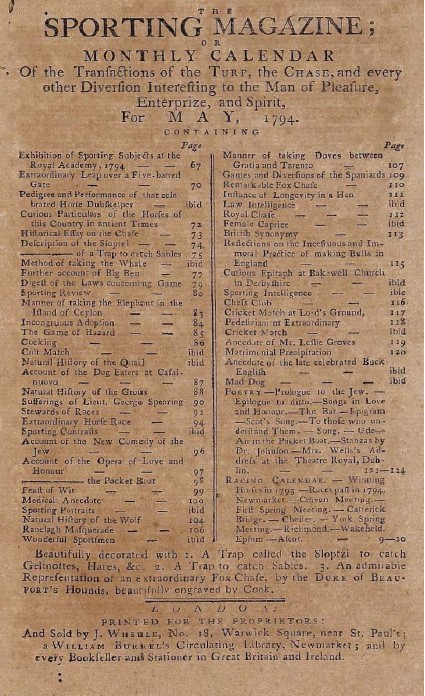 THE
SPORTING MAGAZINE;
OR
MONTHLY CALENDAR
Of the Tranſactions of the TURF, the CHASE, and every
other Diverſion Intereſting to the Man of Pleaſure,
Enterprize, and Spirit,
For MAY, 1794.
CONTAINING
Page
Exhibition of Sporting Subjects at the
Royal Academy, 1794 — — 67
Extraordinary Leap over a Five-barred
Gate — — — 70
Pedigree and Performance of that cele-
brated Horſe Dubſkelper — ibid
Curious Particulars of the Horſes of
this Country in antient Times 72
Hiſtorical Eſſay on the Chaſe — 73
Deſcription of the Sloptzi — 74
——— of a Trap to catch Sables 75
Method of taking the Whale — ibid
Further account of Big Ben — 77
Digeſt of the Laws concerning Game 79
Sporting Review — — 80
Manner of taking the Elephant in the
Iſland of Ceylon — — 83
Incongruous Adoption — — 84
The Game of Hazard — — 85
Cocking — — — 86
Colt Match — — — ibid
Natural Hiſtory of the Quail ibid
Account of the Dog Eaters at Caſal-
nuovo — — — 87
Natural Hiſtory of the Grous 88
Sufferings of Lieut. George Spearing 90
Stewards of Races — — 92
Extraordinary Horſe Race — 94
Sporting Contraſts — — ibid
Account of the New Comedy of the
Jew — — — 96
Account of the Opera of Love and
Honour — — — 97
——— the Packet Boat 98
Feaſt of Wit — — — 90
Medical Anecdote — — 100
Sporting Portraits — — ibid
Natural Hiſtory of the Wolf 104
Ranelagh Maſquerade — — 106
Wonderful Sportſmen — ibid
Page
Manner of taking Doves between
Gratia and Tarento — — 107
Games and Diverſions of the Spaniards 109
Remarkable Fox Chaſe — 110
Inſtance of Longevity in a Hen 111
Law Intelligence — — ibid
Royal Chaſe — — — 112
Female Caprice — — ibid
Britiſh Synonymy — — 113
Reflections on the Inceſtuous and Im-
moral Practice of making Bulls in
England — — — 115
Curious Epitaph at Bakewell Church
in Derbyſhire — — ibid
Sporting Intelligence — ibid
Cheſs Club — — — 116
Cricket Match at Lord's Ground, 117
Pedeſtrian Extraordinary 118
Cricket Match — — ibid
Anecdote of Mr. Leſlie Groves 119
Matrimonial Precipitation 120
Anecdote of the late celebrated Buck
Engliſh — — — ibid
Mad Dog — — — ibid
POETRY—Prologue to the Jew.—
Epilogue to ditto.—Songs in Love
and Honour.—The Bat—Epigram
—Scot's Song.—To thoſe who un-
derſtand Them.—Song.—Ode—
Air in the Packet Boat.—Stanzas by
Dr. Johnſon—Mrs. Wells's Ad-
dreſs at the Theatre Royal, Dub-
lin. — — — 121—124
RACING CALENDAR. — Winning
Horſes in 1793—Races paſt in 1794.
Newmarket Craven Meeting.—
Firſt Spring Meeting.—Catterick
Bridge.—Cheſter.—York Spring
Meeting.—Richmond.—Wakefield.
Epſom—Aſcot. — 9—20
Beautifully decorated with 1. A Trap called the Sloptzi to catch
Gelinottes, Hares, &c. 2. A Trap to catch Sables. 3. An admirable
Repreſentation of an extraordinary Fox Chaſe, by the DUKE of BEAU-
FORT's Hounds, beautifully engraved by Cook.
LONDON:
PRINTED FOR THE PROPRIETORS:
And Sold by J. WHEBLE, No. 18, Warwick Square, near St. Paul's;
a WILLIAM BURREL's Circulating Library, Newmarket; and by
every Bookſeller and Stationer in Great Britain and Ireland.